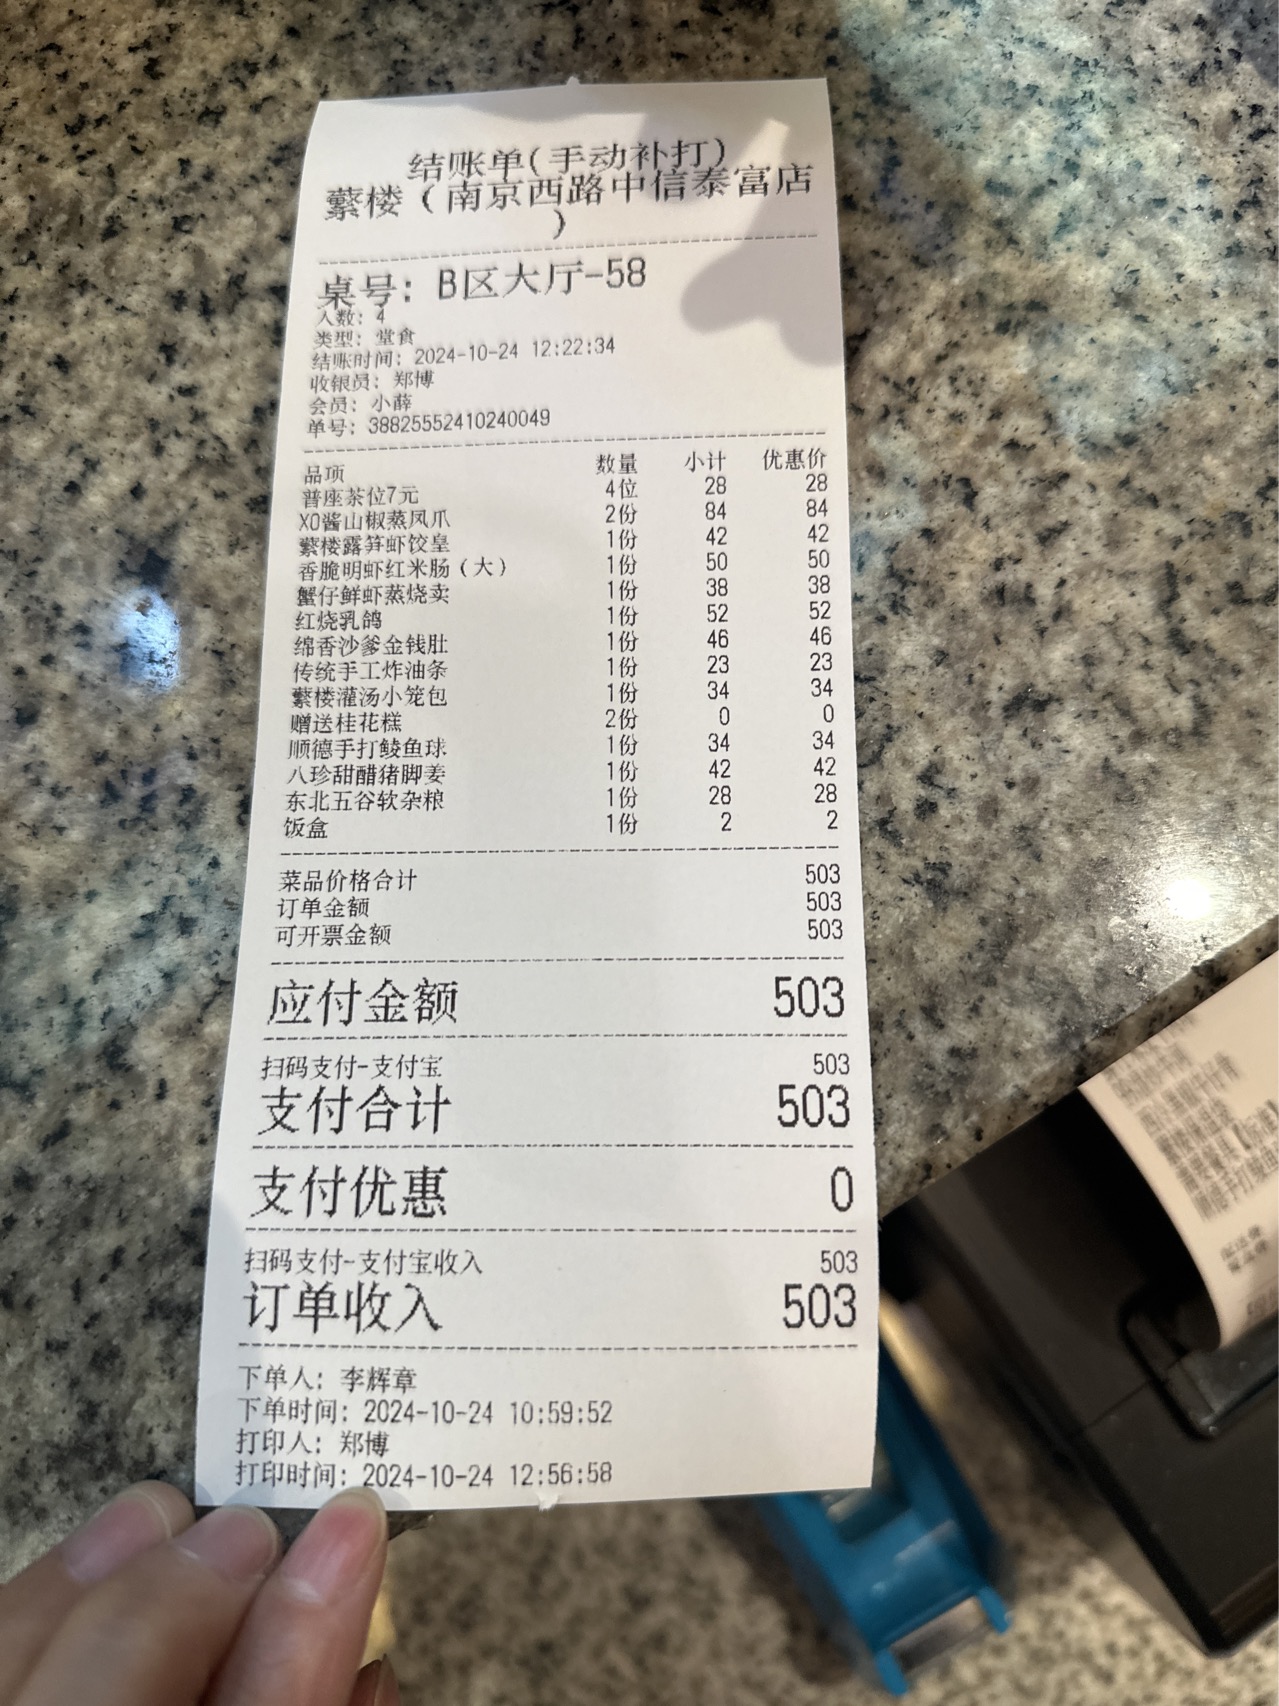 结账单(手动补打)
蘩楼（南京西路中信泰富店
）
桌号: B区大厅-58
人数: 4
类型: 堂食
结账时间: 2024-10-24 12:22:34
收银员: 郑博
会员: 小薛
单号: 38825552410240049
品项 数量 小计 优惠价
普座茶位7元 4位 28 28
XO酱山椒蒸凤爪 2份 84 84
蘩楼露笋虾饺皇 1份 42 42
香脆明虾红米肠（大） 1份 50 50
蟹仔鲜虾蒸烧卖 1份 38 38
红烧乳鸽 1份 52 52
绵香沙爹金钱肚 1份 46 46
传统手工炸油条 1份 23 23
蘩楼灌汤小笼包 1份 34 34
赠送桂花糕 2份 0 0
顺德手打鲮鱼球 1份 34 34
八珍甜醋猪脚姜 1份 42 42
东北五谷软杂粮 1份 28 28
饭盒 1份 2 2
菜品价格合计 503
订单金额 503
可开票金额 503
应付金额 503
扫码支付-支付宝 503
支付合计 503
支付优惠 0
扫码支付-支付宝收入 503
订单收入 503
下单人: 李辉章
下单时间: 2024-10-24 10:59:52
打印人: 郑博
打印时间: 2024-10-24 12:56:58